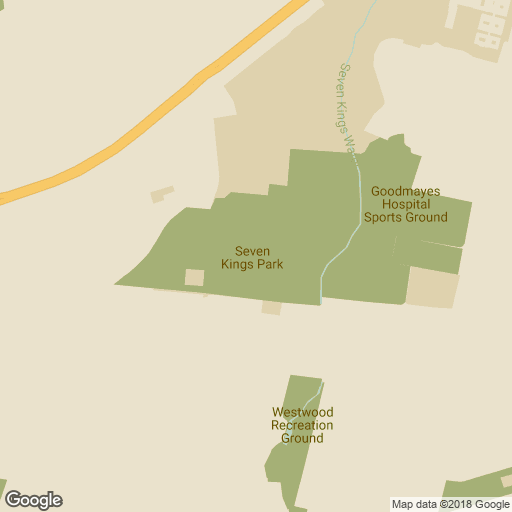 Seven Kings Wa
Goodmayes
Hospital
Sports Ground
Seven
Kings Park
Westwood
Recreation
Ground
Google
Map data ©2018 Google